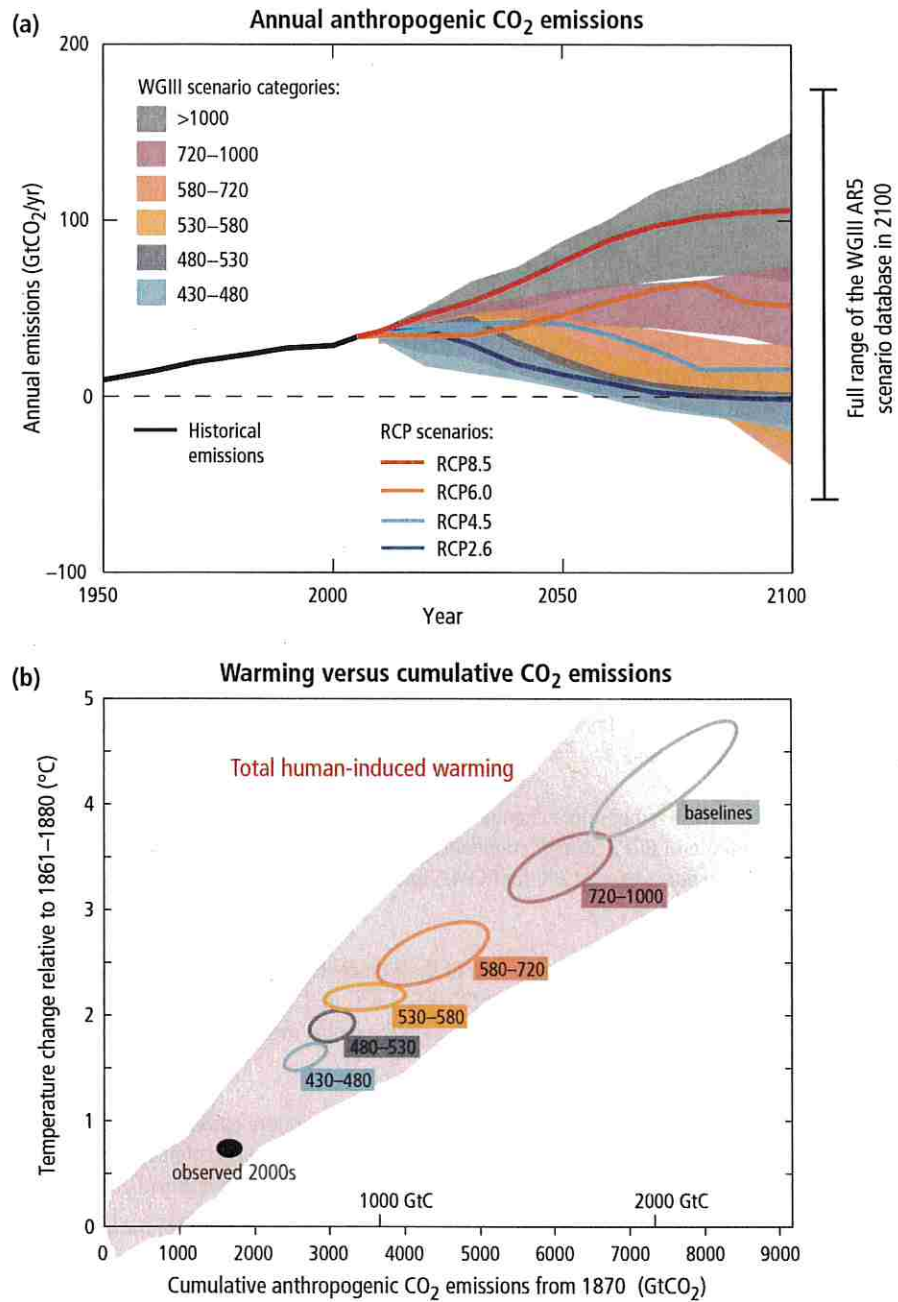 (a)
Annual anthropogenic CO₂ emissions
200
100
0
−100
Annual emissions (GtCO₂/yr)
WGIII scenario categories:
>1000
720–1000
580–720
530–580
480–530
430–480
Historical
emissions
RCP scenarios:
RCP8.5
RCP6.0
RCP4.5
RCP2.6
1950
2000
2050
2100
Year
Full range of the WGIII AR5
scenario database in 2100
(b)
Warming versus cumulative CO₂ emissions
5
4
3
2
1
0
Temperature change relative to 1861–1880 (°C)
Total human-induced warming
baselines
720–1000
580–720
530–580
480–530
430–480
observed 2000s
1000 GtC
2000 GtC
0
1000
2000
3000
4000
5000
6000
7000
8000
9000
Cumulative anthropogenic CO₂ emissions from 1870 (GtCO₂)